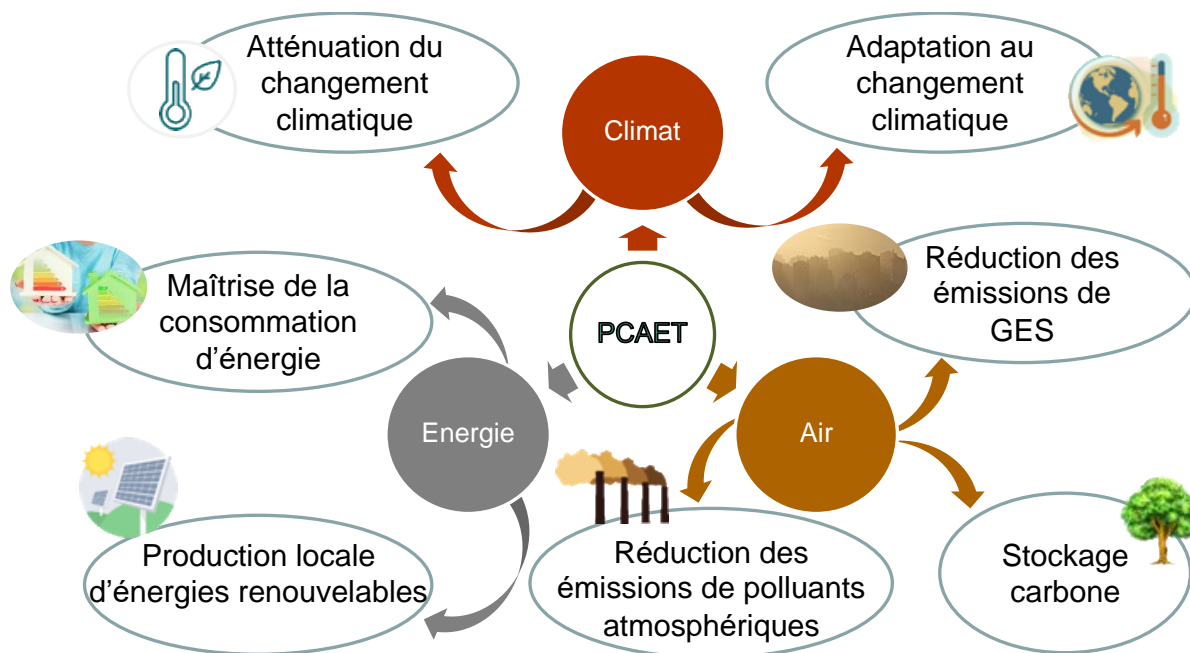 Atténuation du
changement
climatique
Climat
Adaptation au
changement
climatique
Maîtrise de la
consommation
d’énergie
PCAET
Réduction des
émissions de
GES
Energie
Air
Production locale
d’énergies renouvelables
Réduction des
émissions de polluants
atmosphériques
Stockage
carbone